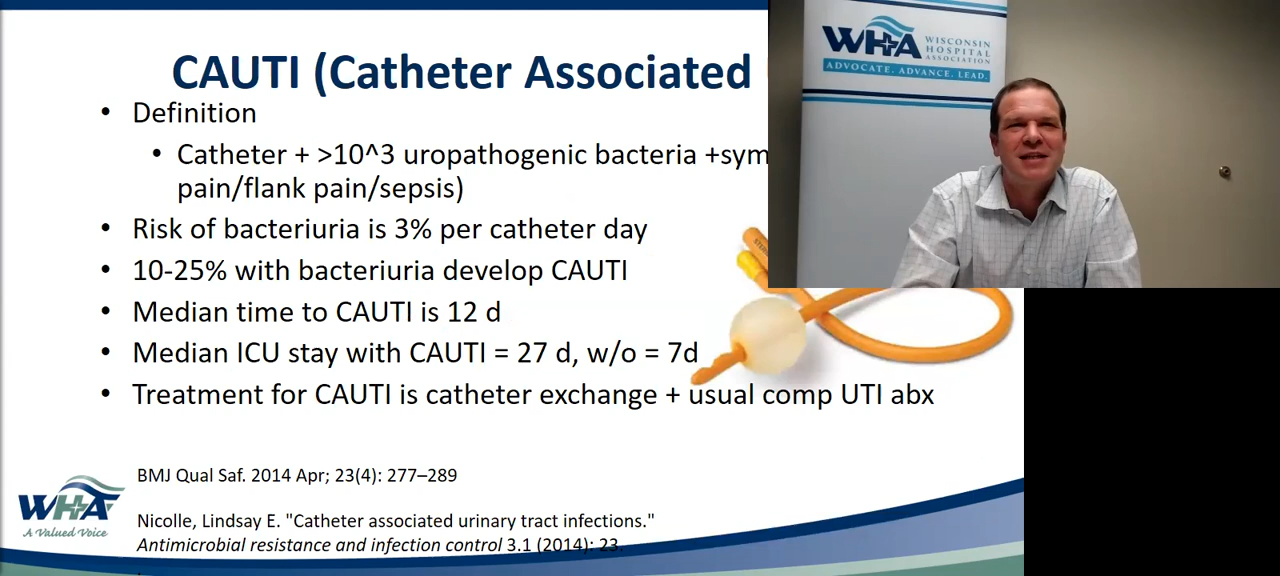 CAUTI (Catheter Associated
• Definition
• Catheter + >10^3 uropathogenic bacteria +sym
pain/flank pain/sepsis)
• Risk of bacteriuria is 3% per catheter day
• 10-25% with bacteriuria develop CAUTI
• Median time to CAUTI is 12 d
• Median ICU stay with CAUTI = 27 d, w/o = 7d
• Treatment for CAUTI is catheter exchange + usual comp UTI abx
BMJ Qual Saf. 2014 Apr; 23(4): 277–289
Nicolle, Lindsay E. "Catheter associated urinary tract infections."
Antimicrobial resistance and infection control 3.1 (2014): 23.
.
WHA
A Valued Voice
WHA
WISCONSIN
HOSPITAL
ASSOCIATION
ADVOCATE. ADVANCE. LEAD.